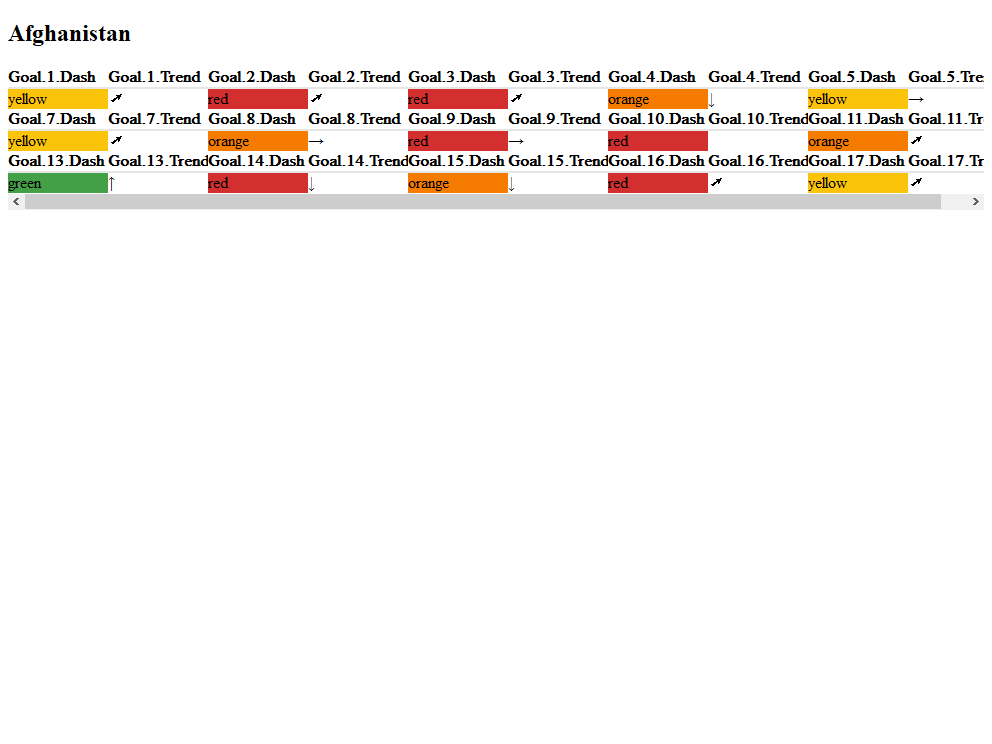 Afghanistan
Goal.1.Dash Goal.1.Trend Goal.2.Dash Goal.2.Trend Goal.3.Dash Goal.3.Trend Goal.4.Dash Goal.4.Trend Goal.5.Dash Goal.5.Tre
yellow ➚ red ➚ red ➚ orange ↓ yellow →
Goal.7.Dash Goal.7.Trend Goal.8.Dash Goal.8.Trend Goal.9.Dash Goal.9.Trend Goal.10.Dash Goal.10.Trend Goal.11.Dash Goal.11.Tr
yellow ➚ orange → red → red orange ➚
Goal.13.Dash Goal.13.Trend Goal.14.Dash Goal.14.Trend Goal.15.Dash Goal.15.Trend Goal.16.Dash Goal.16.Trend Goal.17.Dash Goal.17.Tr
green ↑ red ↓ orange ↓ red ➚ yellow ➚